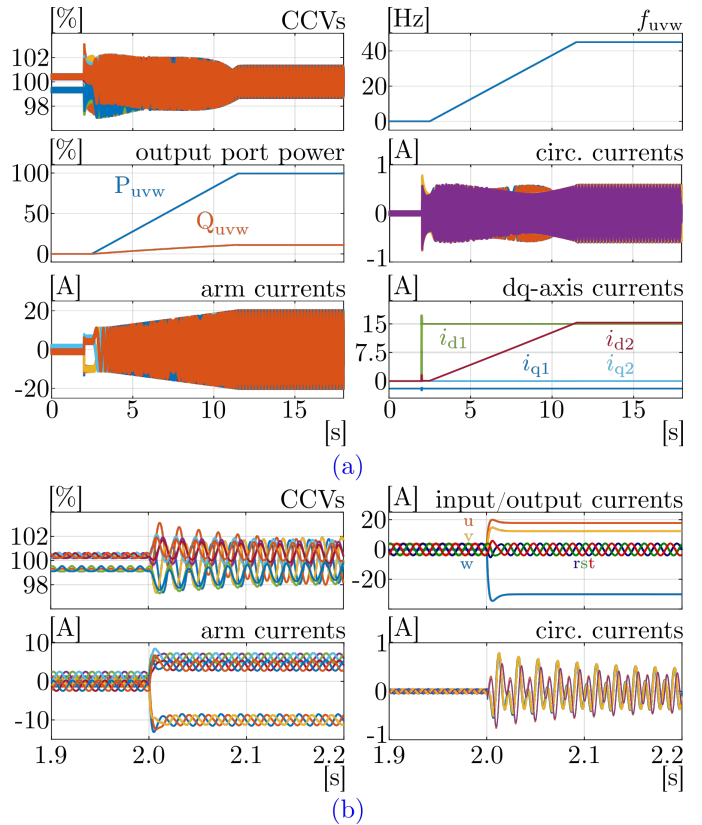 [%] CCVs
102
100
98
[Hz] f_uvw
40
20
0
[%] output port power
100
50
0
P_uvw
Q_uvw
[A] circ. currents
1
0
-1
[A] arm currents
20
0
-20
0 5 10 15
[s]
[A] dq-axis currents
15
7.5
0
i_d1
i_d2
i_q1
i_q2
0 5 10 15
[s]
(a)
[%] CCVs
102
100
98
[A] input/output currents
20
0
-20
u
v
w
rst
[A] arm currents
10
0
-10
1.9 2.0 2.1 2.2
[s]
[A] circ. currents
1
0
-1
1.9 2.0 2.1 2.2
[s]
(b)